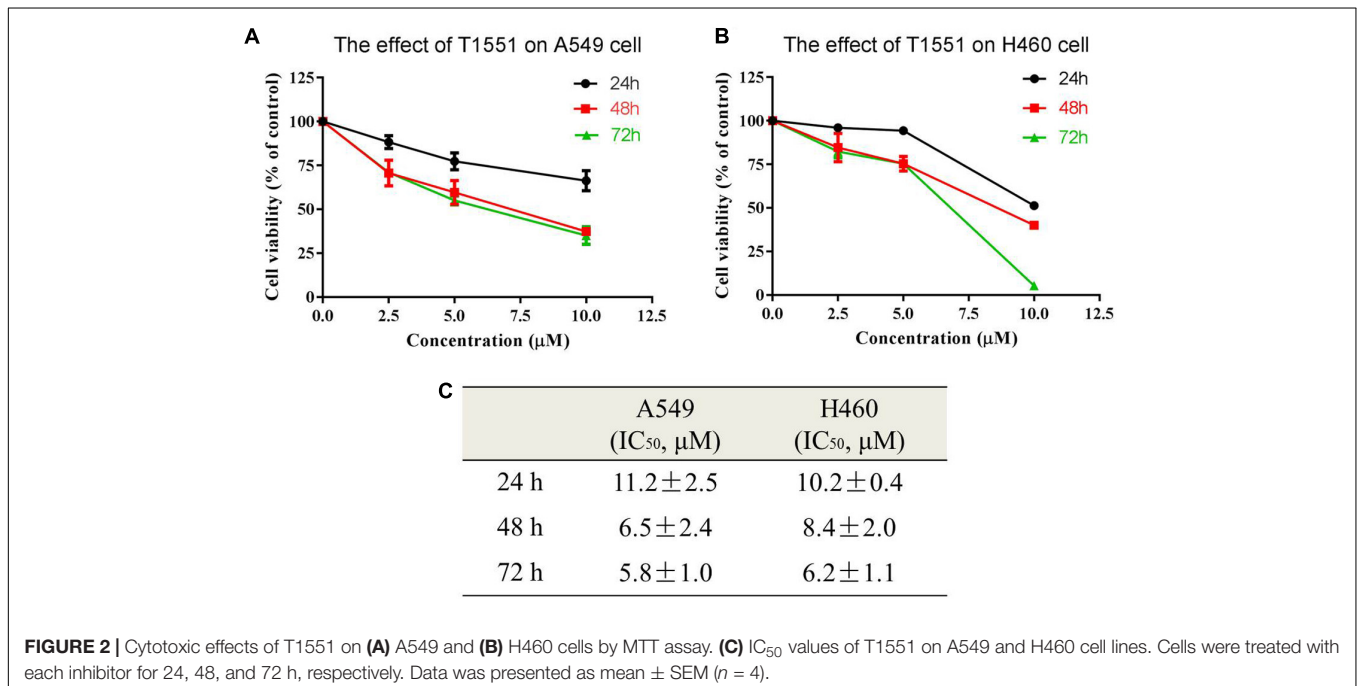 A
The effect of T1551 on A549 cell
Cell viability (% of control)
125
100
75
50
25
0
0.0 2.5 5.0 7.5 10.0 12.5
Concentration (μM)
24h
48h
72h
B
The effect of T1551 on H460 cell
Cell viability (% of control)
125
100
75
50
25
0
0.0 2.5 5.0 7.5 10.0 12.5
Concentration (μM)
24h
48h
72h
C
A549 H460
(IC₅₀, μM) (IC₅₀, μM)
24 h 11.2±2.5 10.2±0.4
48 h 6.5±2.4 8.4±2.0
72 h 5.8±1.0 6.2±1.1
FIGURE 2 | Cytotoxic effects of T1551 on (A) A549 and (B) H460 cells by MTT assay. (C) IC₅₀ values of T1551 on A549 and H460 cell lines. Cells were treated with
each inhibitor for 24, 48, and 72 h, respectively. Data was presented as mean ± SEM (n = 4).